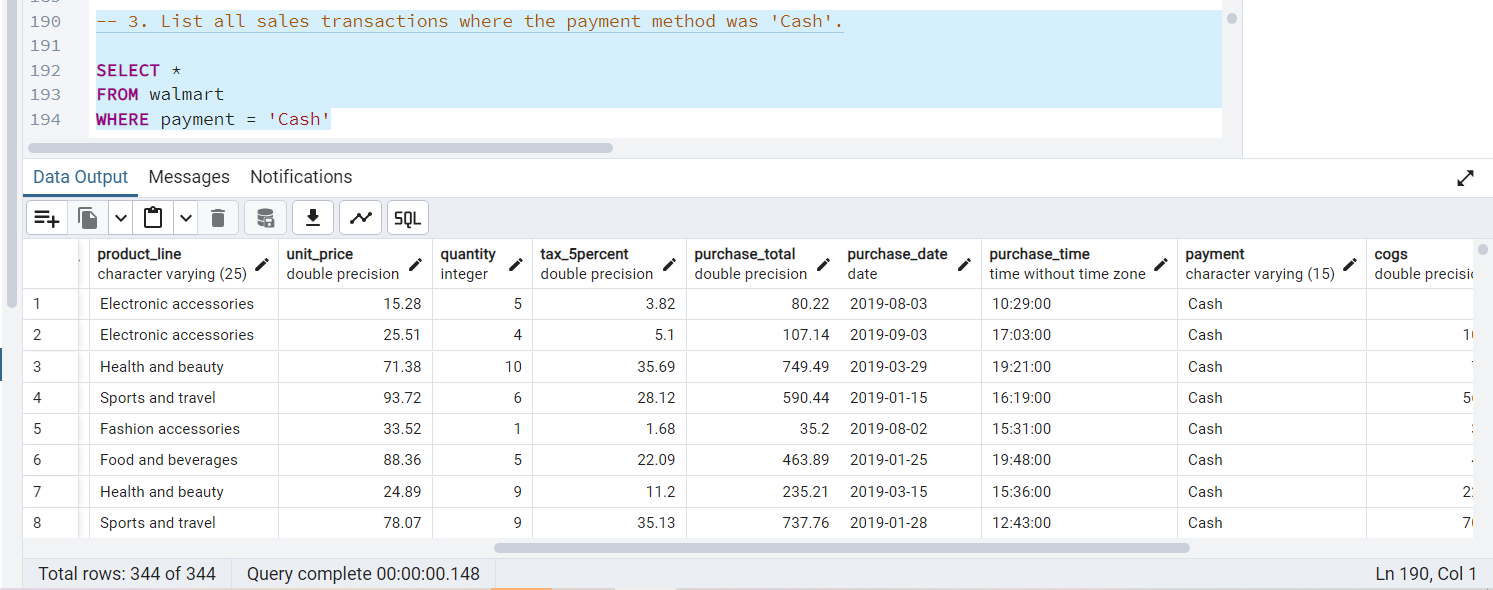 190 -- 3. List all sales transactions where the payment method was 'Cash'.
191
192 SELECT *
193 FROM walmart
194 WHERE payment = 'Cash'
Data Output Messages Notifications
SQL
product_line unit_price quantity tax_5percent purchase_total purchase_date purchase_time payment cogs
character varying (25) double precision integer double precision double precision date time without time zone character varying (15) double
1 Electronic accessories 15.28 5 3.82 80.22 2019-08-03 10:29:00 Cash
2 Electronic accessories 25.51 4 5.1 107.14 2019-09-03 17:03:00 Cash
3 Health and beauty 71.38 10 35.69 749.49 2019-03-29 19:21:00 Cash
4 Sports and travel 93.72 6 28.12 590.44 2019-01-15 16:19:00 Cash
5 Fashion accessories 33.52 1 1.68 35.2 2019-08-02 15:31:00 Cash
6 Food and beverages 88.36 5 22.09 463.89 2019-01-25 19:48:00 Cash
7 Health and beauty 24.89 9 11.2 235.21 2019-03-15 15:36:00 Cash
8 Sports and travel 78.07 9 35.13 737.76 2019-01-28 12:43:00 Cash
Total rows: 344 of 344 Query complete 00:00:00.148 Ln 190, Col 1